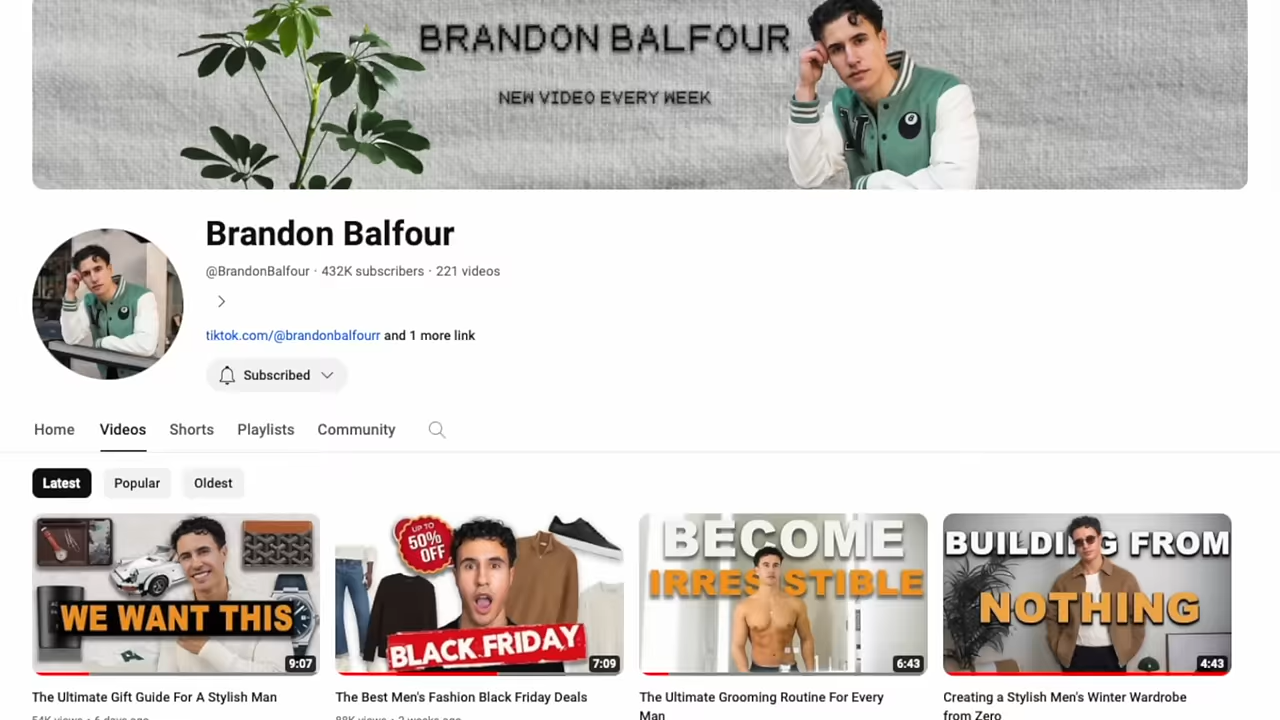 BRANDON BALFOUR
NEW VIDEO EVERY WEEK
Brandon Balfour
@BrandonBalfour · 432K subscribers · 221 videos
tiktok.com/@brandonbalfourr and 1 more link
Subscribed
Home Videos Shorts Playlists Community
Latest Popular Oldest
WE WANT THIS
9:07
UP TO
50%
OFF
BLACK FRIDAY
7:09
BECOME
IRRESISTIBLE
6:43
BUILDING FROM
NOTHING
4:43
The Ultimate Gift Guide For A Stylish Man
The Best Men's Fashion Black Friday Deals
The Ultimate Grooming Routine For Every
Man
Creating a Stylish Men's Winter Wardrobe
from Zero